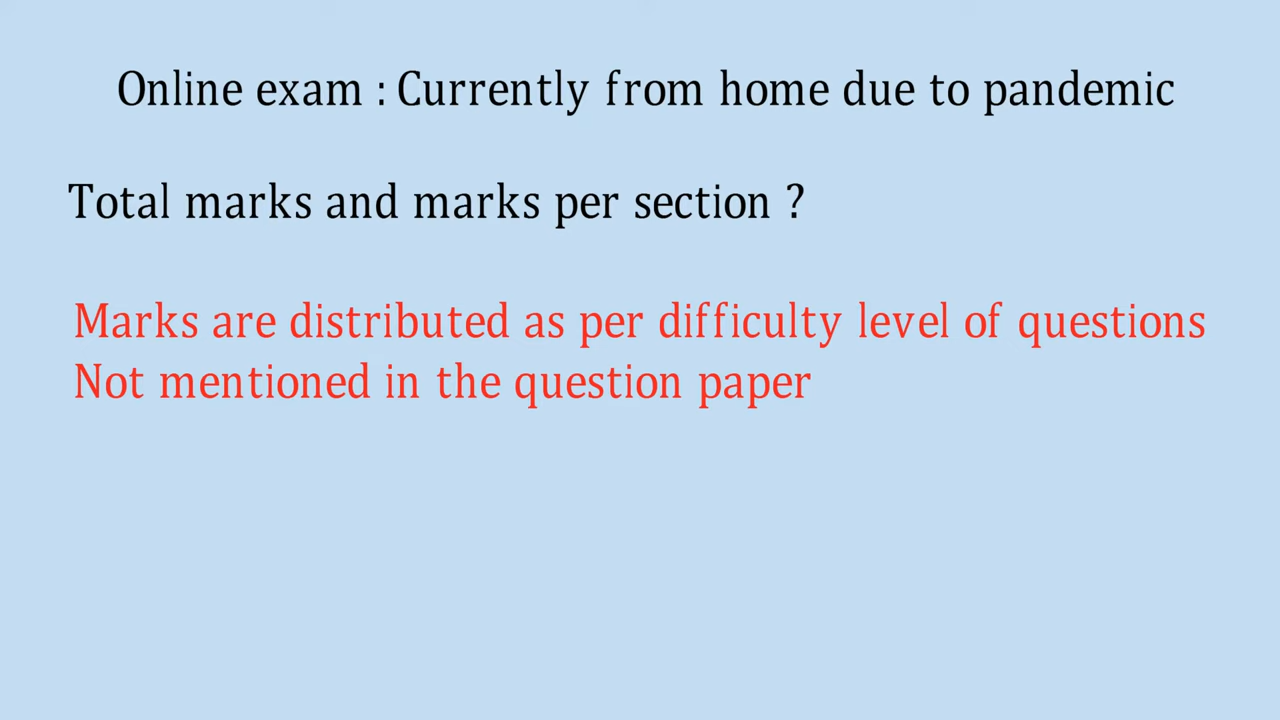 Online exam : Currently from home due to pandemic
Total marks and marks per section ?
Marks are distributed as per difficulty level of questions
Not mentioned in the question paper